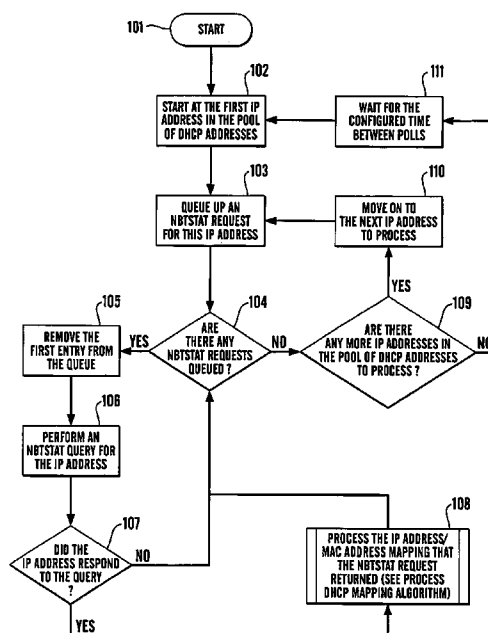 101
START
102
START AT THE FIRST IP
ADDRESS IN THE POOL
OF DHCP ADDRESSES
111
WAIT FOR THE
CONFIGURED TIME
BETWEEN POLLS
103
QUEUE UP AN
NBTSTAT REQUEST
FOR THIS IP ADDRESS
110
MOVE ON TO
THE NEXT IP ADDRESS
TO PROCESS
YES
104
ARE
THERE ANY
NBTSTAT REQUESTS
QUEUED ?
YES
NO
105
REMOVE THE
FIRST ENTRY FROM
THE QUEUE
109
ARE THERE
ANY MORE IP ADDRESSES IN
THE POOL OF DHCP ADDRESSES
TO PROCESS ?
NO
106
PERFORM AN
NBTSTAT QUERY FOR
THE IP ADDRESS
107
DID THE
IP ADDRESS RESPOND
TO THE QUERY
?
NO
YES
108
PROCESS THE IP ADDRESS/
MAC ADDRESS MAPPING THAT
THE NBTSTAT REQUEST
RETURNED (SEE PROCESS
DHCP MAPPING ALGORITHM)